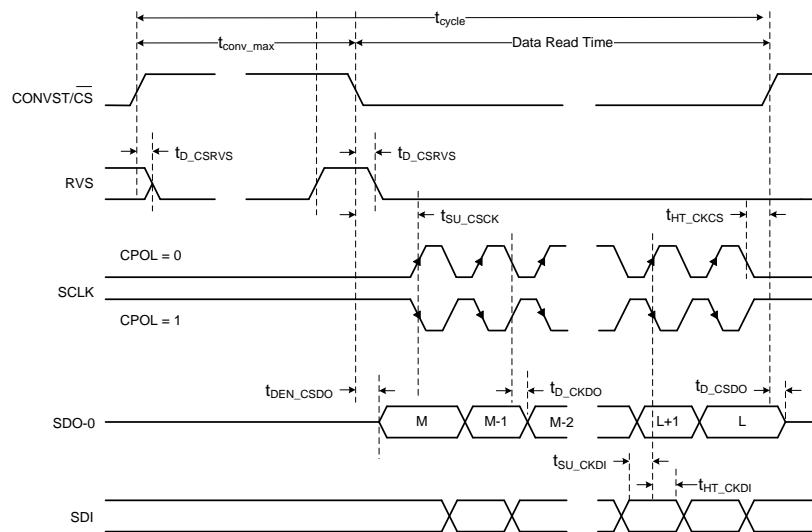 tcycle
tconv_max
Data Read Time
CONVST/CS
tD_CSRVS
tD_CSRVS
RVS
tSU_CSCK
tHT_CKCS
CPOL = 0
SCLK
CPOL = 1
tDEN_CSDO
tD_CKDO
tD_CSDO
SDO-0
M
M-1
M-2
L+1
L
tSU_CKDI
tHT_CKDI
SDI